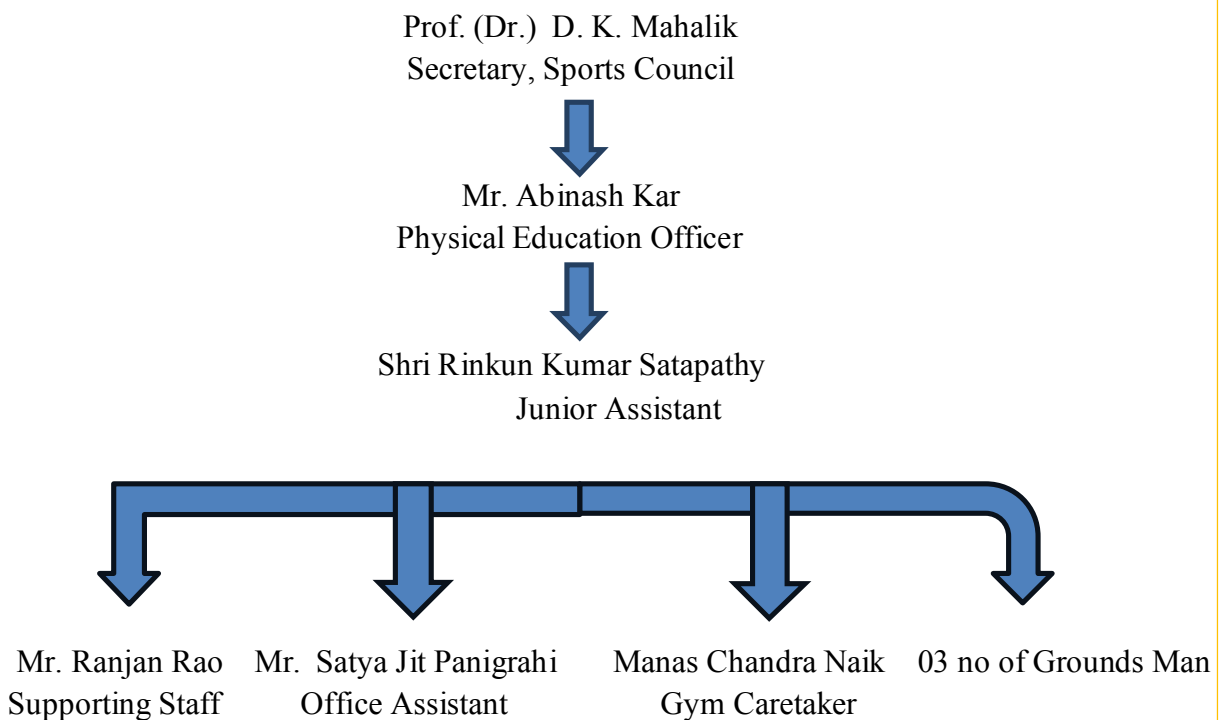 Prof. (Dr.) D. K. Mahalik
Secretary, Sports Council
Mr. Abinash Kar
Physical Education Officer
Shri Rinkun Kumar Satapathy
Junior Assistant
Mr. Ranjan Rao
Supporting Staff
Mr. Satya Jit Panigrahi
Office Assistant
Manas Chandra Naik
Gym Caretaker
03 no of Grounds Man